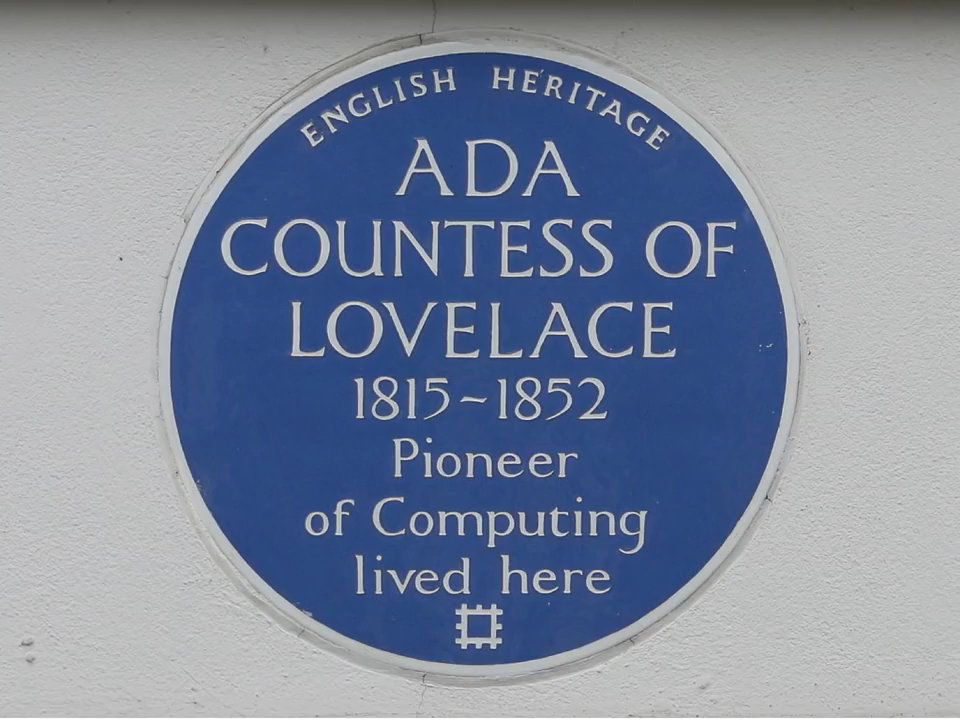 ENGLISH HERITAGE
ADA
COUNTESS OF
LOVELACE
1815~1852
Pioneer
of Computing
lived here